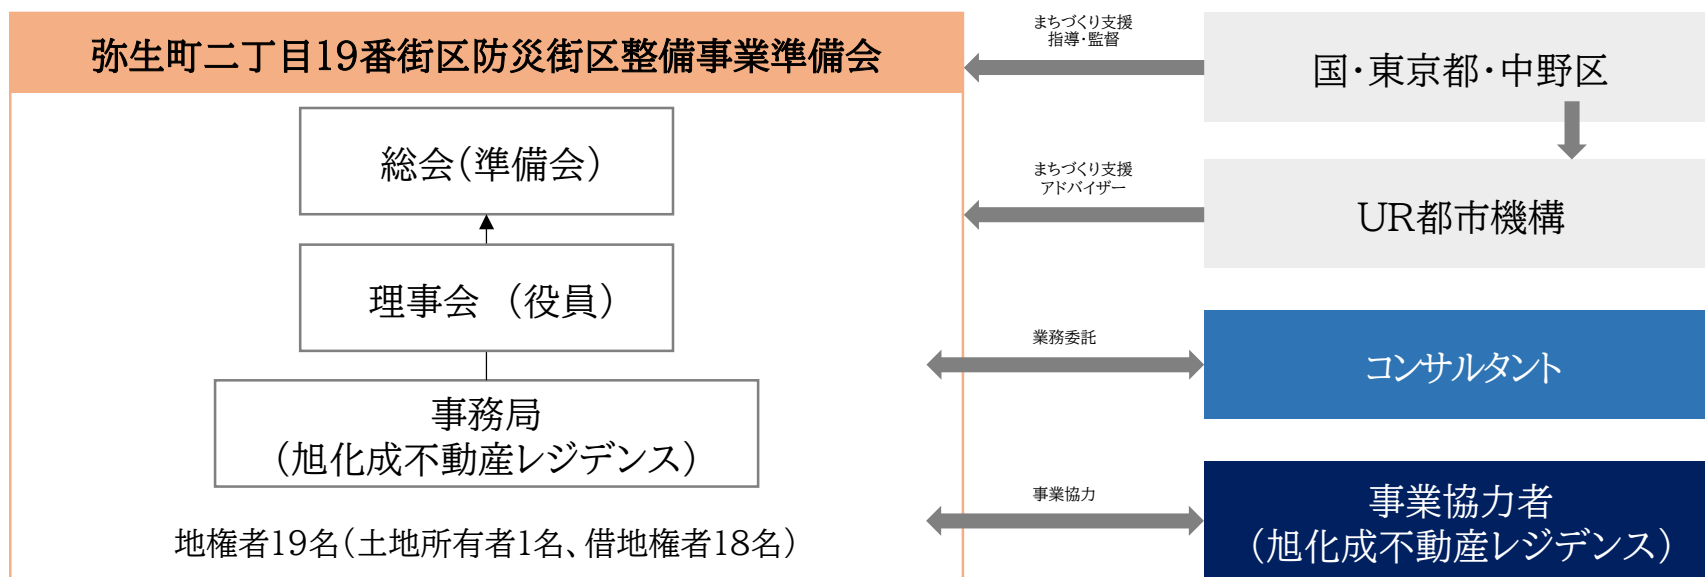 弥生町二丁目19番街区防災街区整備事業準備会
総会(準備会)
理事会 (役員)
事務局
(旭化成不動産レジデンス)
地権者19名(土地所有者1名、借地権者18名)
まちづくり支援
指導・監督
国・東京都・中野区
まちづくり支援
アドバイザー
UR都市機構
業務委託
コンサルタント
事業協力
事業協力者
(旭化成不動産レジデンス)